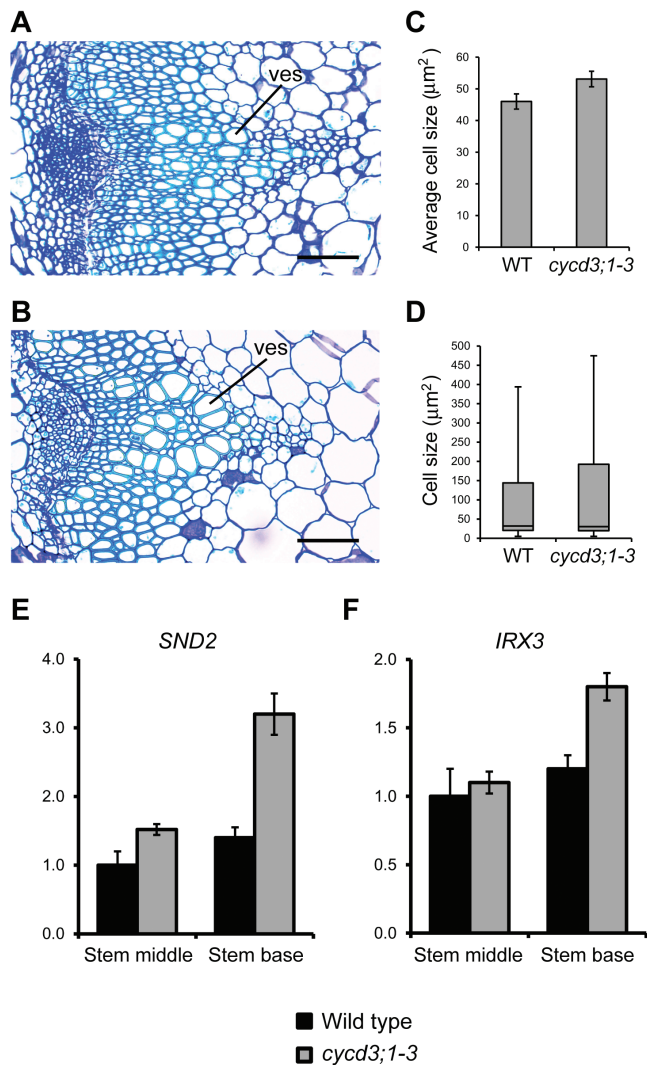 A
ves
B
ves
C
Average cell size (µm²)
60
50
40
30
20
10
0
WT cycd3;1-3
D
Cell size (µm²)
500
450
400
350
300
250
200
150
100
50
0
WT cycd3;1-3
E
SND2
4.0
3.0
2.0
1.0
0.0
Stem middle Stem base
F
IRX3
2.0
1.5
1.0
0.5
0.0
Stem middle Stem base
Wild type
cycd3;1-3